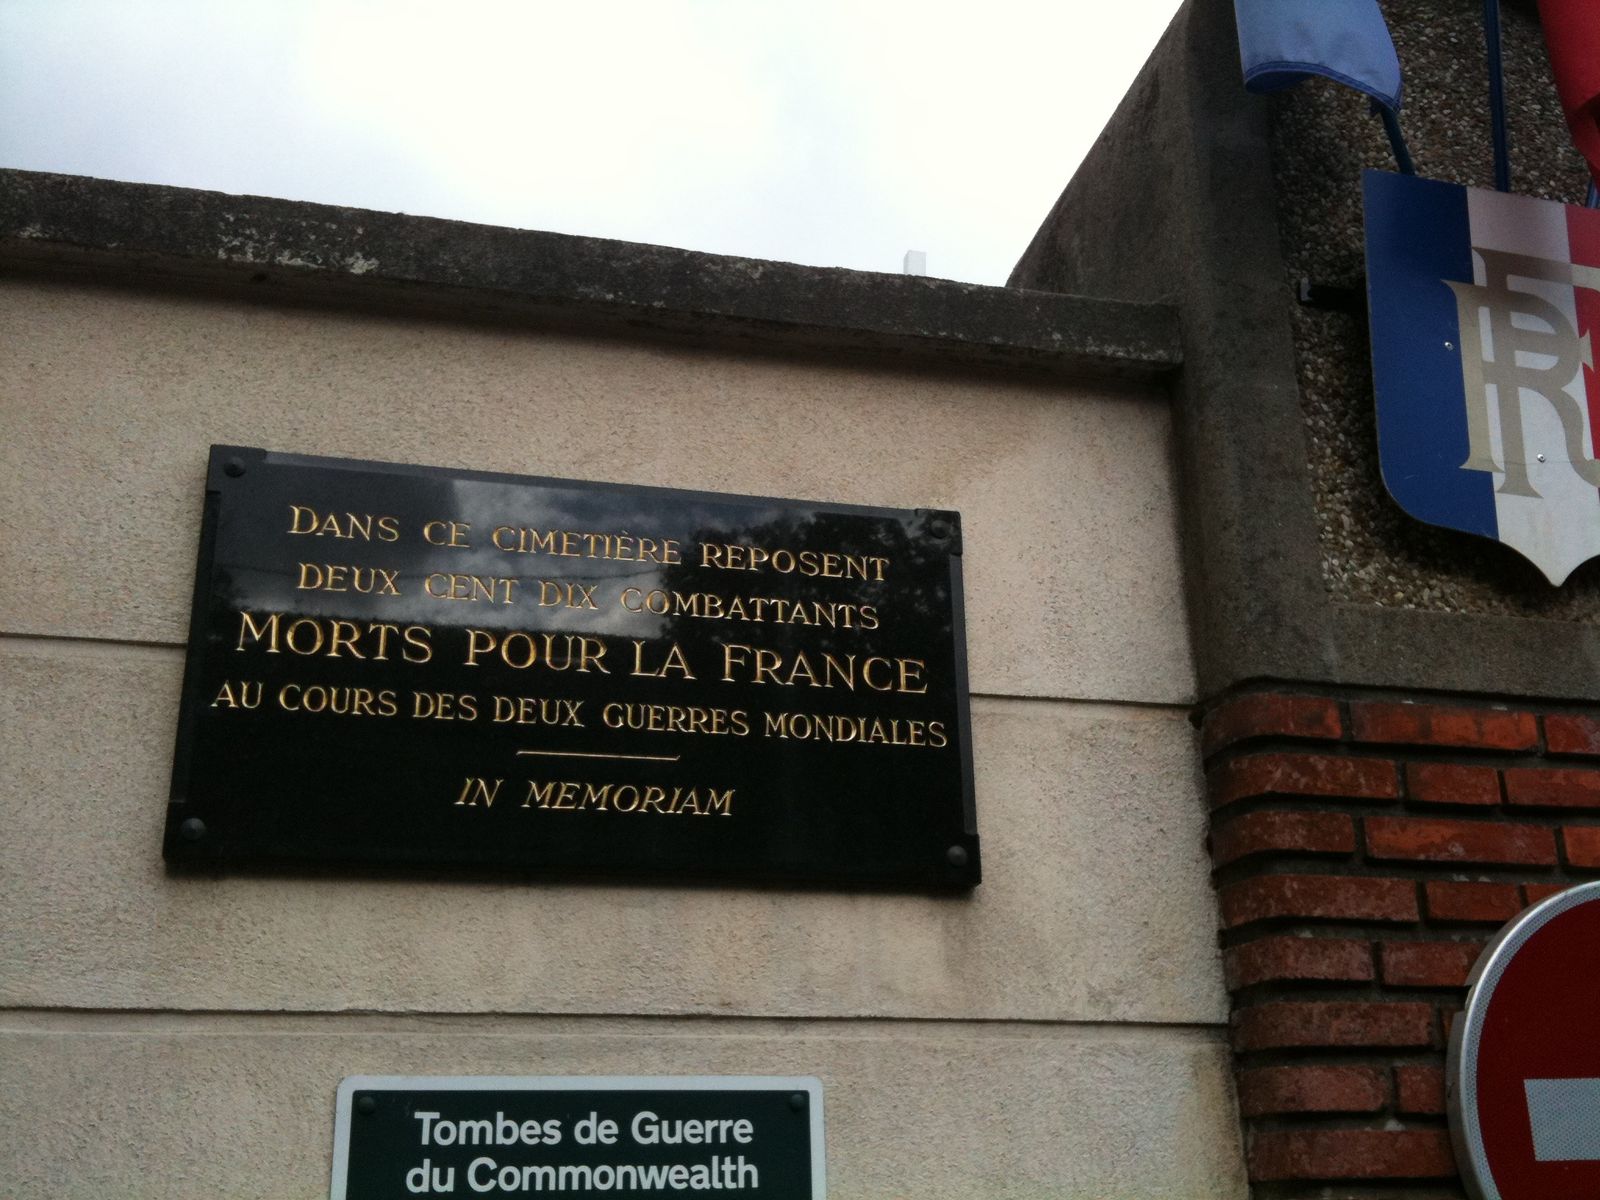 DANS CE CIMETIÈRE REPOSENT
DEUX CENT DIX COMBATTANTS
MORTS POUR LA FRANCE
AU COURS DES DEUX GUERRES MONDIALES
IN MEMORIAM
RF
Tombes de Guerre
du Commonwealth